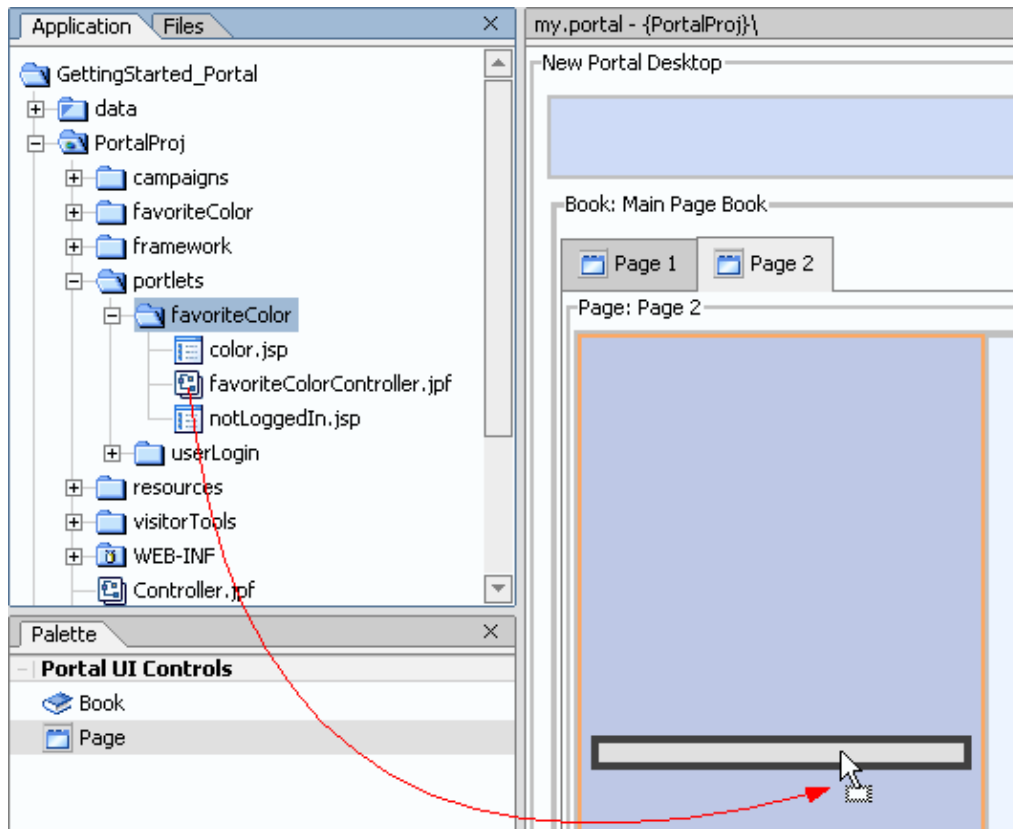 Application Files
GettingStarted_Portal
data
PortalProj
campaigns
favoriteColor
framework
portlets
favoriteColor
color.jsp
favoriteColorController.jpf
notLoggedIn.jsp
userLogin
resources
visitorTools
WEB-INF
Controller.jpf
Palette
Portal UI Controls
Book
Page
my.portal - {PortalProj}\
New Portal Desktop
Book: Main Page Book
Page 1 Page 2
Page: Page 2